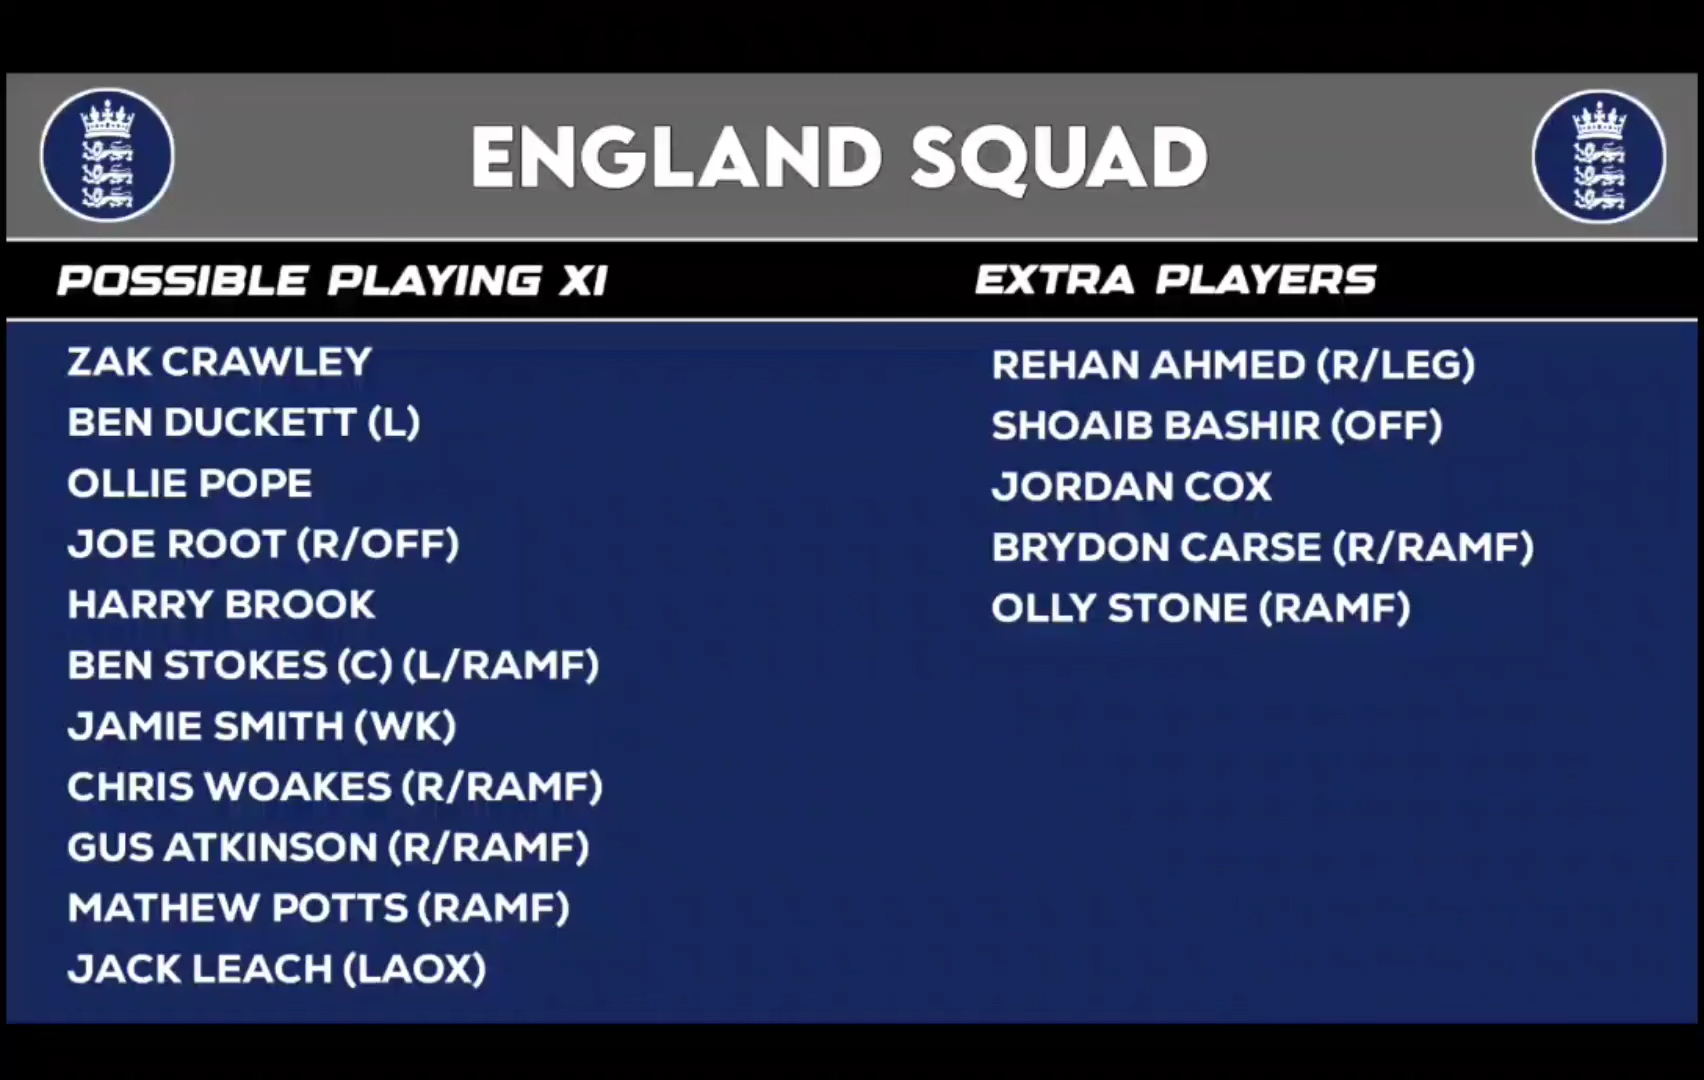 ENGLAND SQUAD
POSSIBLE PLAYING XI
ZAK CRAWLEY
BEN DUCKETT (L)
OLLIE POPE
JOE ROOT (R/OFF)
HARRY BROOK
BEN STOKES (C) (L/RAMF)
JAMIE SMITH (WK)
CHRIS WOAKES (R/RAMF)
GUS ATKINSON (R/RAMF)
MATHEW POTTS (RAMF)
JACK LEACH (LAOX)
EXTRA PLAYERS
REHAN AHMED (R/LEG)
SHOAIB BASHIR (OFF)
JORDAN COX
BRYDON CARSE (R/RAMF)
OLLY STONE (RAMF)